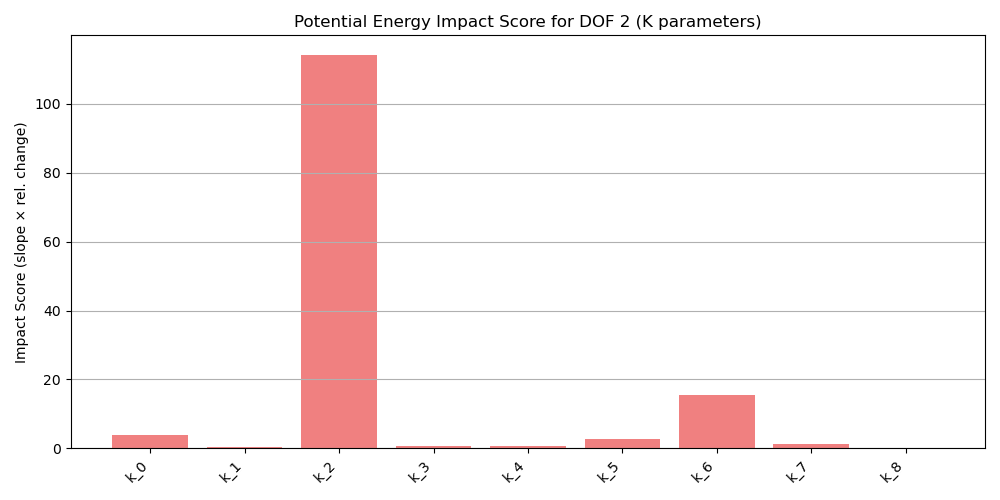 Potential Energy Impact Score for DOF 2 (K parameters)
Impact Score (slope × rel. change)
100
80
60
40
20
0
k_0
k_1
k_2
k_3
k_4
k_5
k_6
k_7
k_8